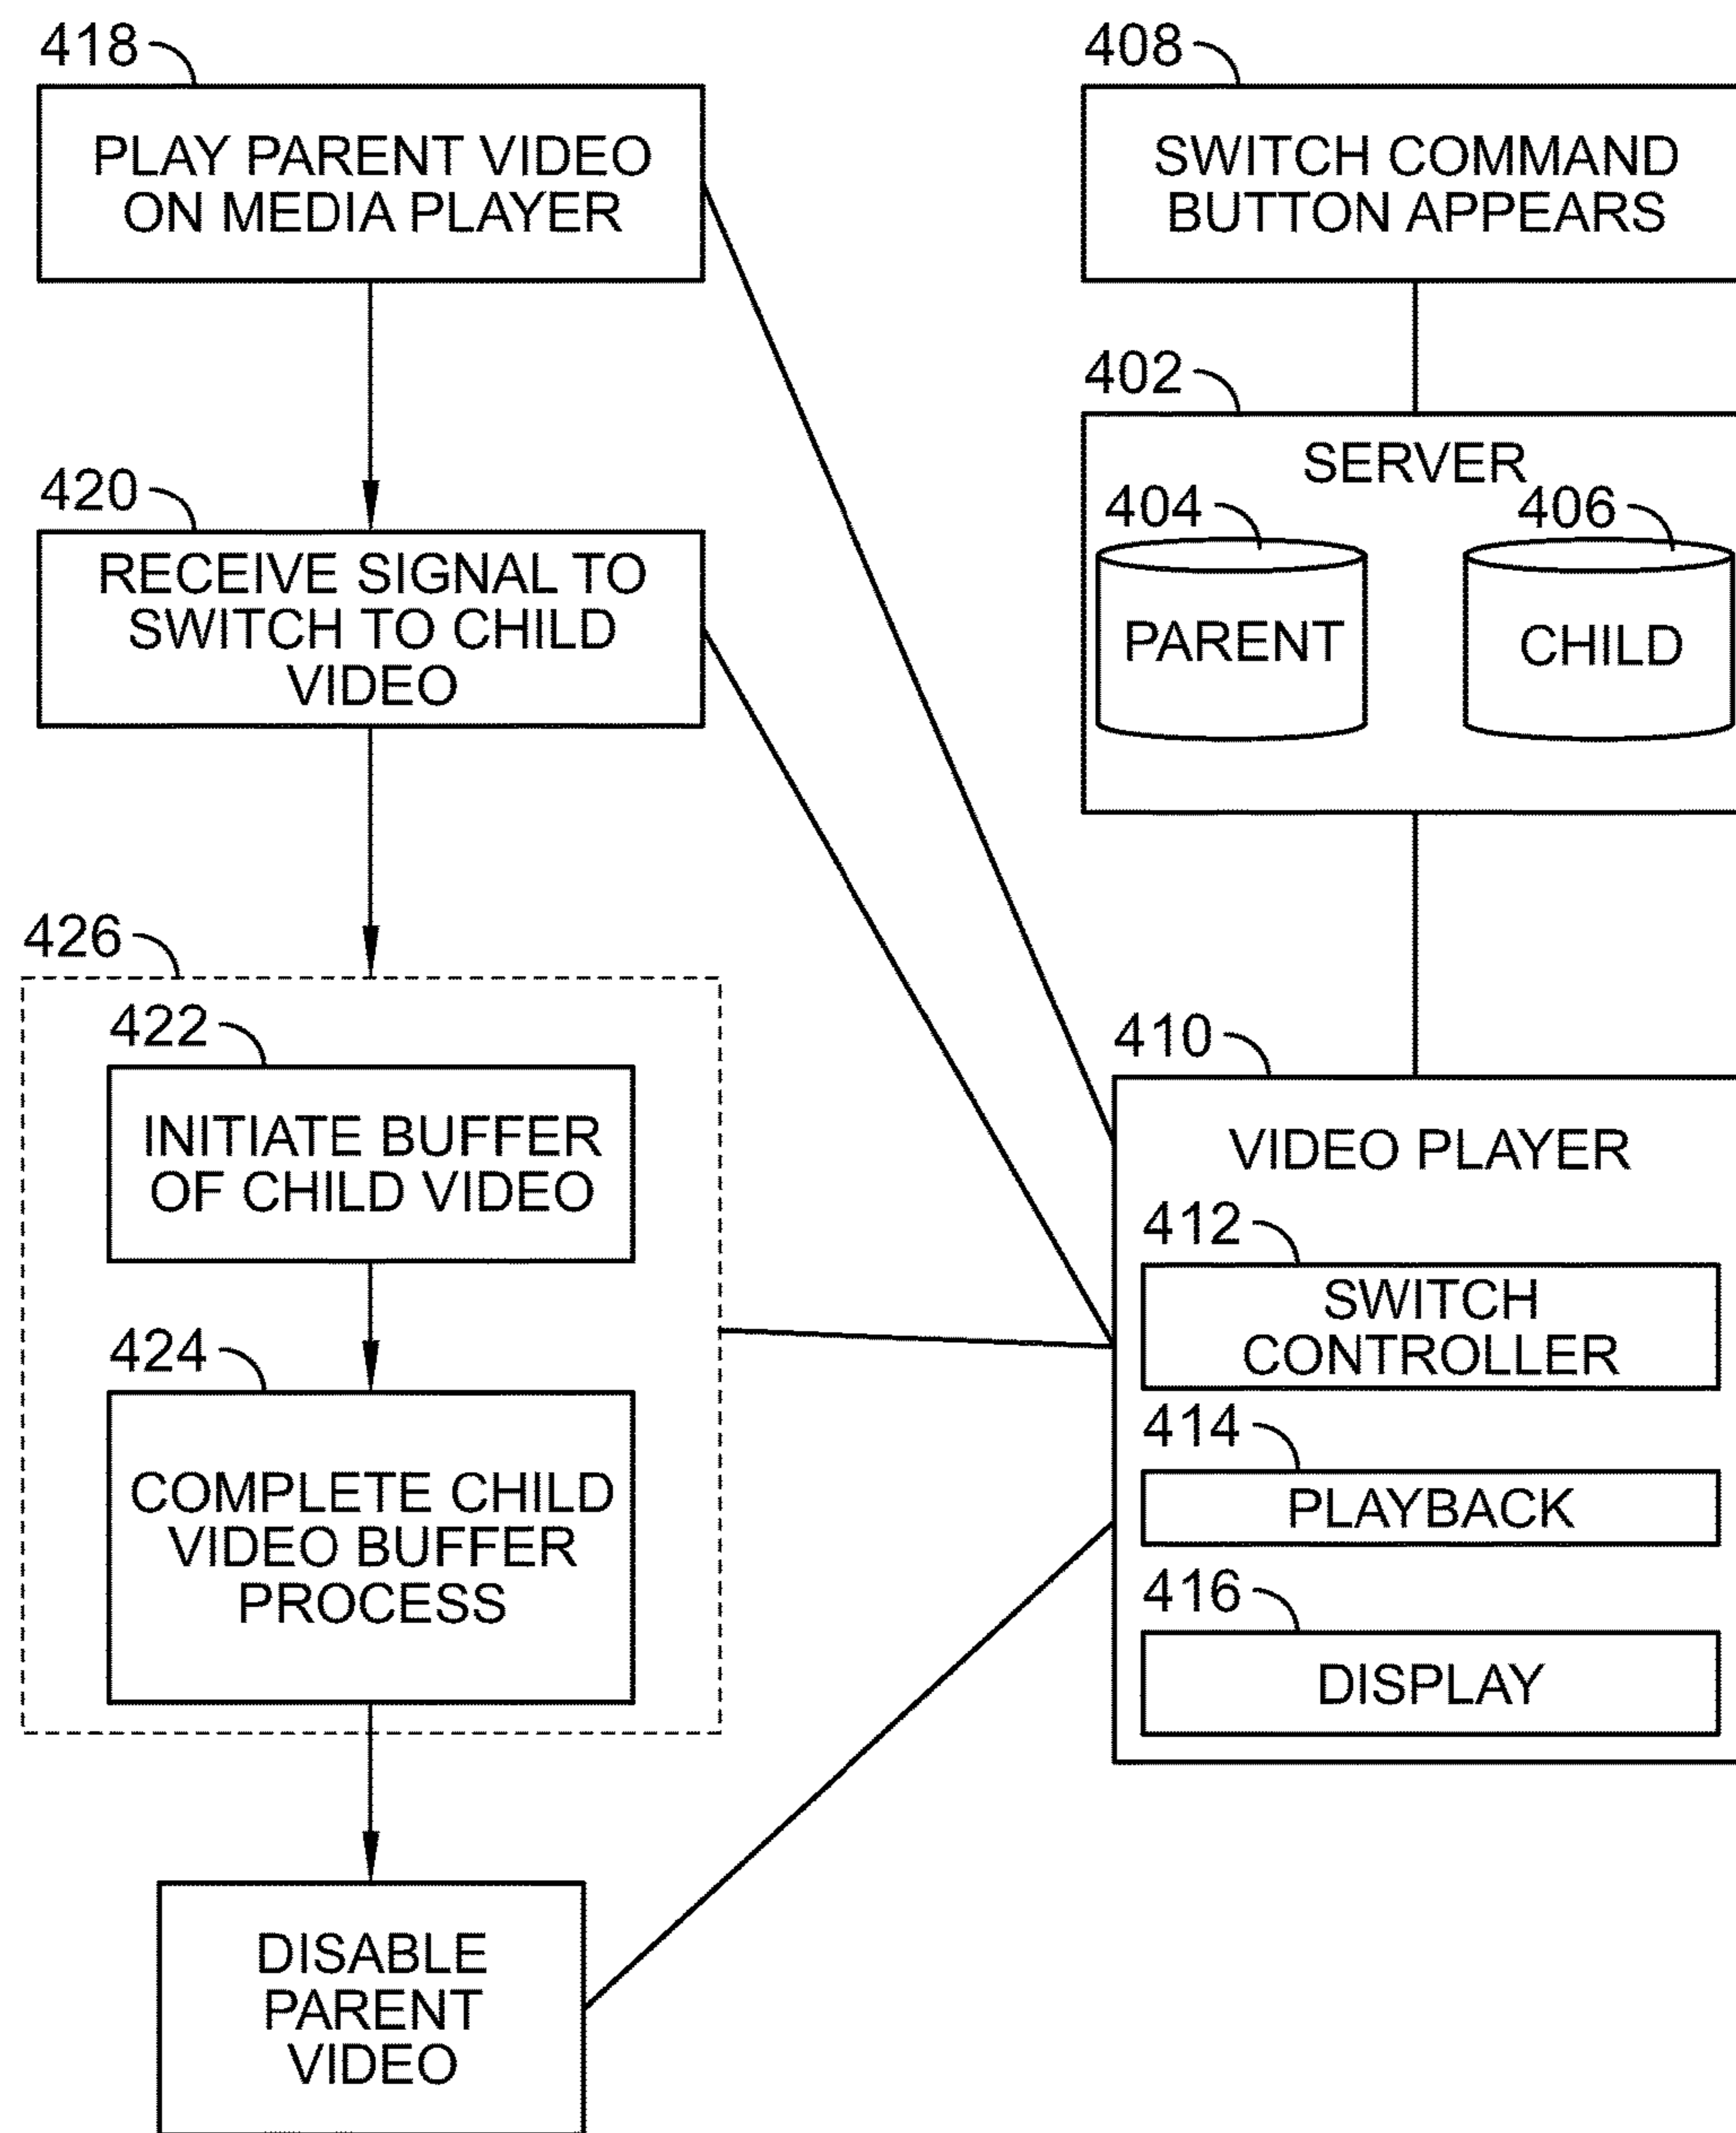 418
PLAY PARENT VIDEO
ON MEDIA PLAYER
420
RECEIVE SIGNAL TO
SWITCH TO CHILD
VIDEO
426
422
INITIATE BUFFER
OF CHILD VIDEO
424
COMPLETE CHILD
VIDEO BUFFER
PROCESS
DISABLE
PARENT
VIDEO
408
SWITCH COMMAND
BUTTON APPEARS
402
SERVER
404
PARENT
406
CHILD
410
VIDEO PLAYER
412
SWITCH
CONTROLLER
414
PLAYBACK
416
DISPLAY